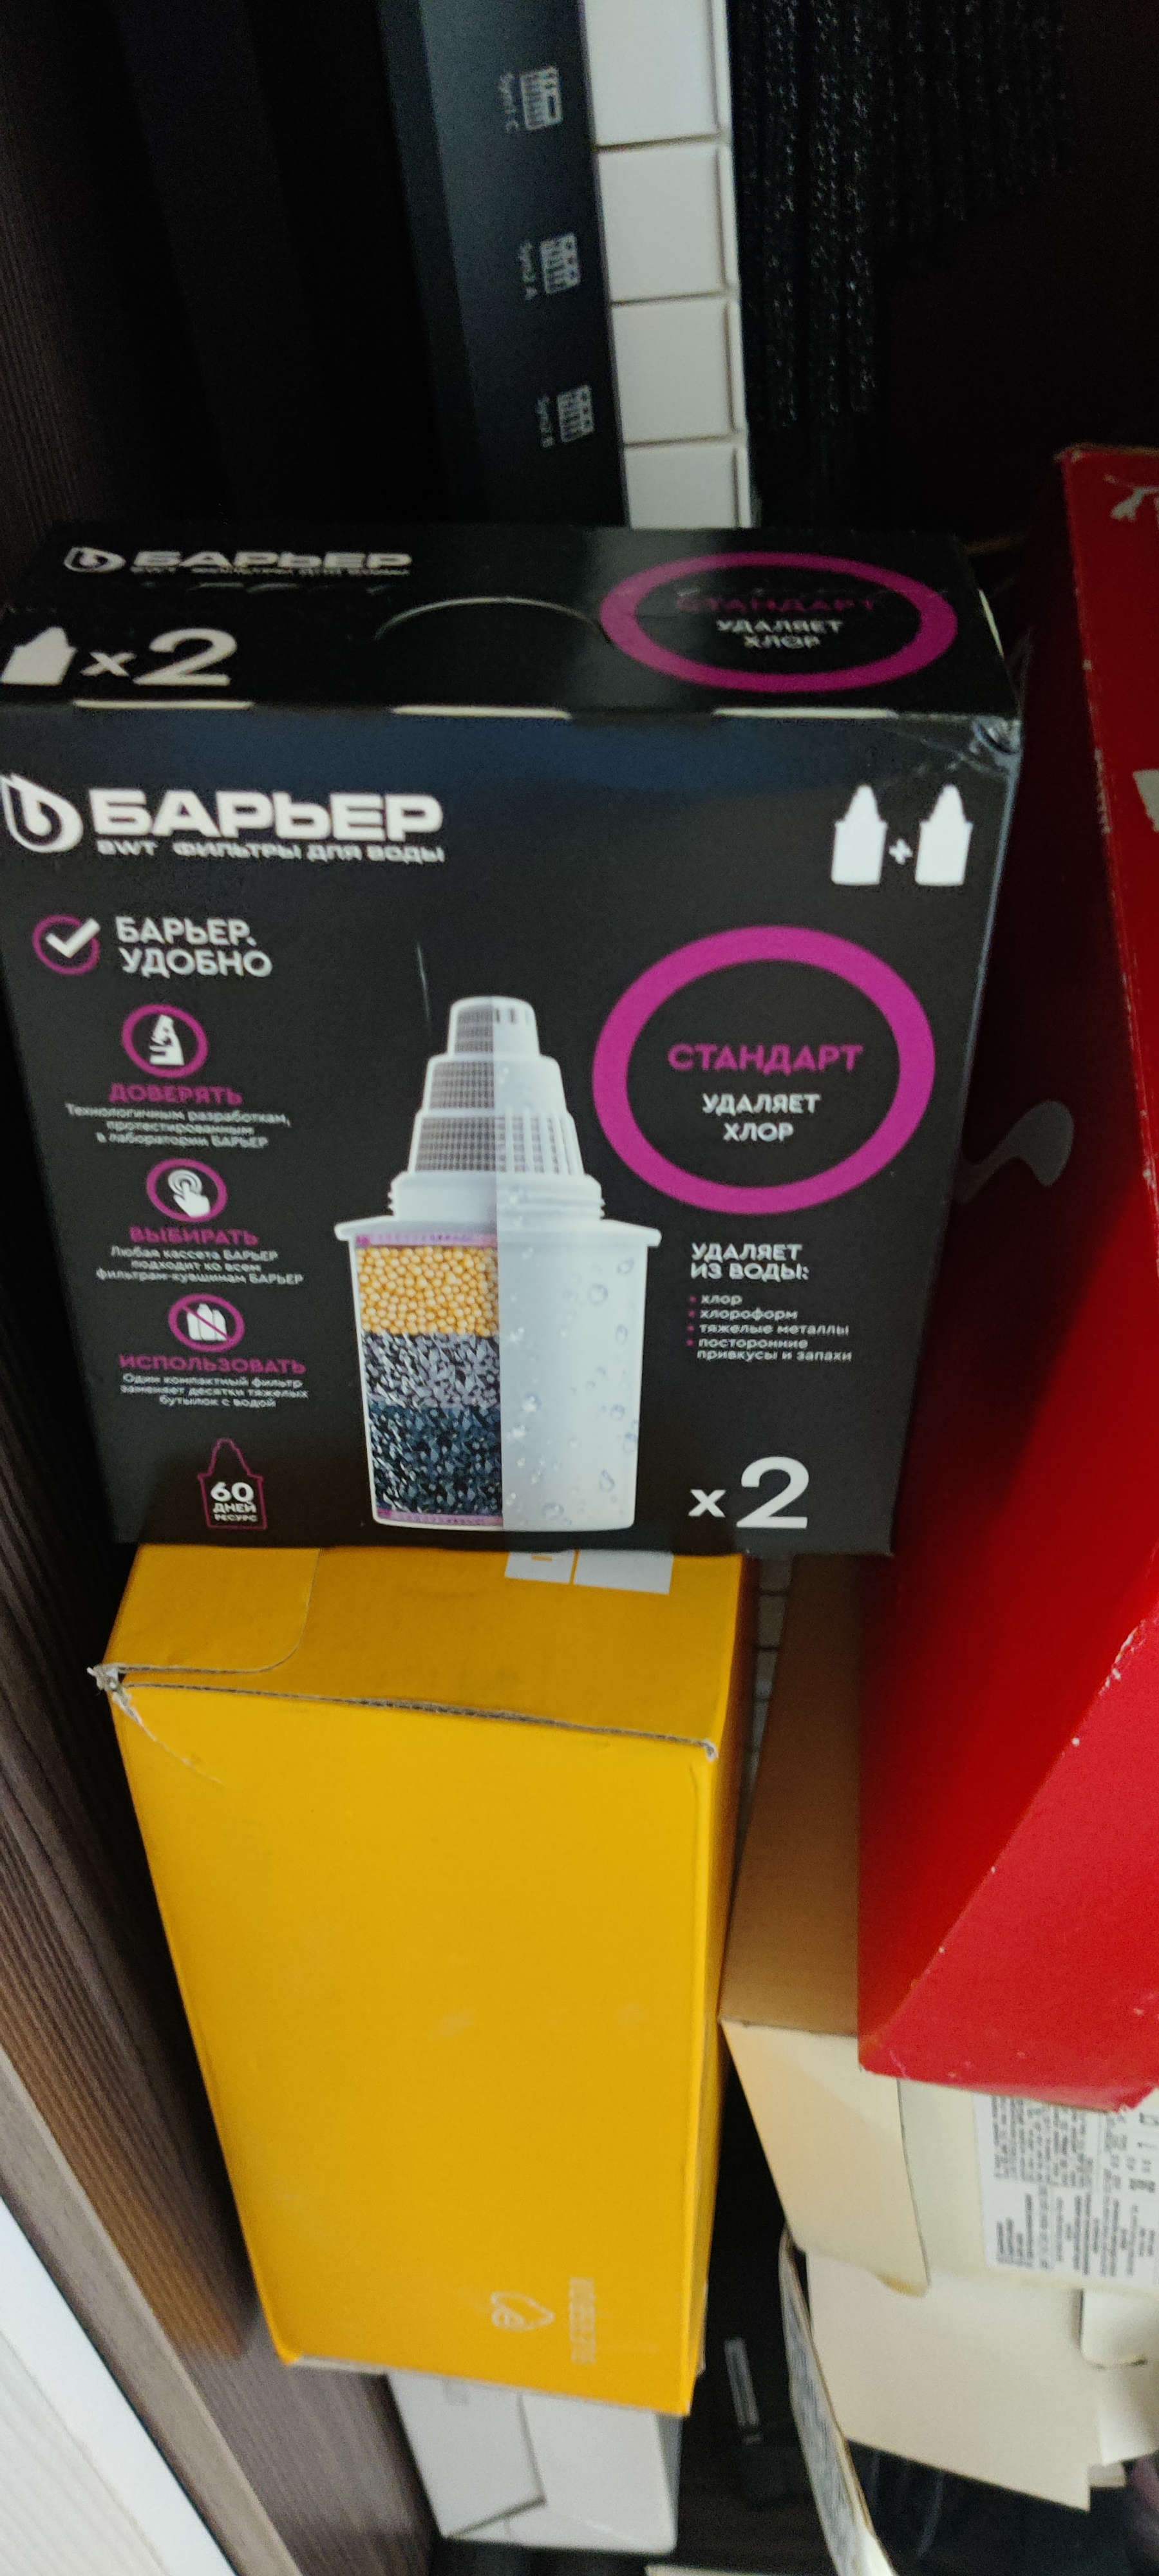 БАРЬЕР
СТАНДАРТ
УДАЛЯЕТ
ХЛОР
x2
БАРЬЕР
BWT ФИЛЬТРЫ ДЛЯ ВОДЫ
+
БАРЬЕР.
УДОБНО
ДОВЕРЯТЬ
Технологичным разработкам,
протестированным
в лаборатории БАРЬЕР
ВЫБИРАТЬ
Любая кассета БАРЬЕР
подходит ко всем
фильтрам-кувшинам БАРЬЕР
ИСПОЛЬЗОВАТЬ
Один компактный фильтр
заменяет десятки тяжелых
бутылок с водой
60
ДНЕЙ
РЕСУРС
СТАНДАРТ
УДАЛЯЕТ
ХЛОР
УДАЛЯЕТ
ИЗ ВОДЫ:
• хлор
• хлороформ
• тяжелые металлы
• посторонние
привкусы и запахи
x2